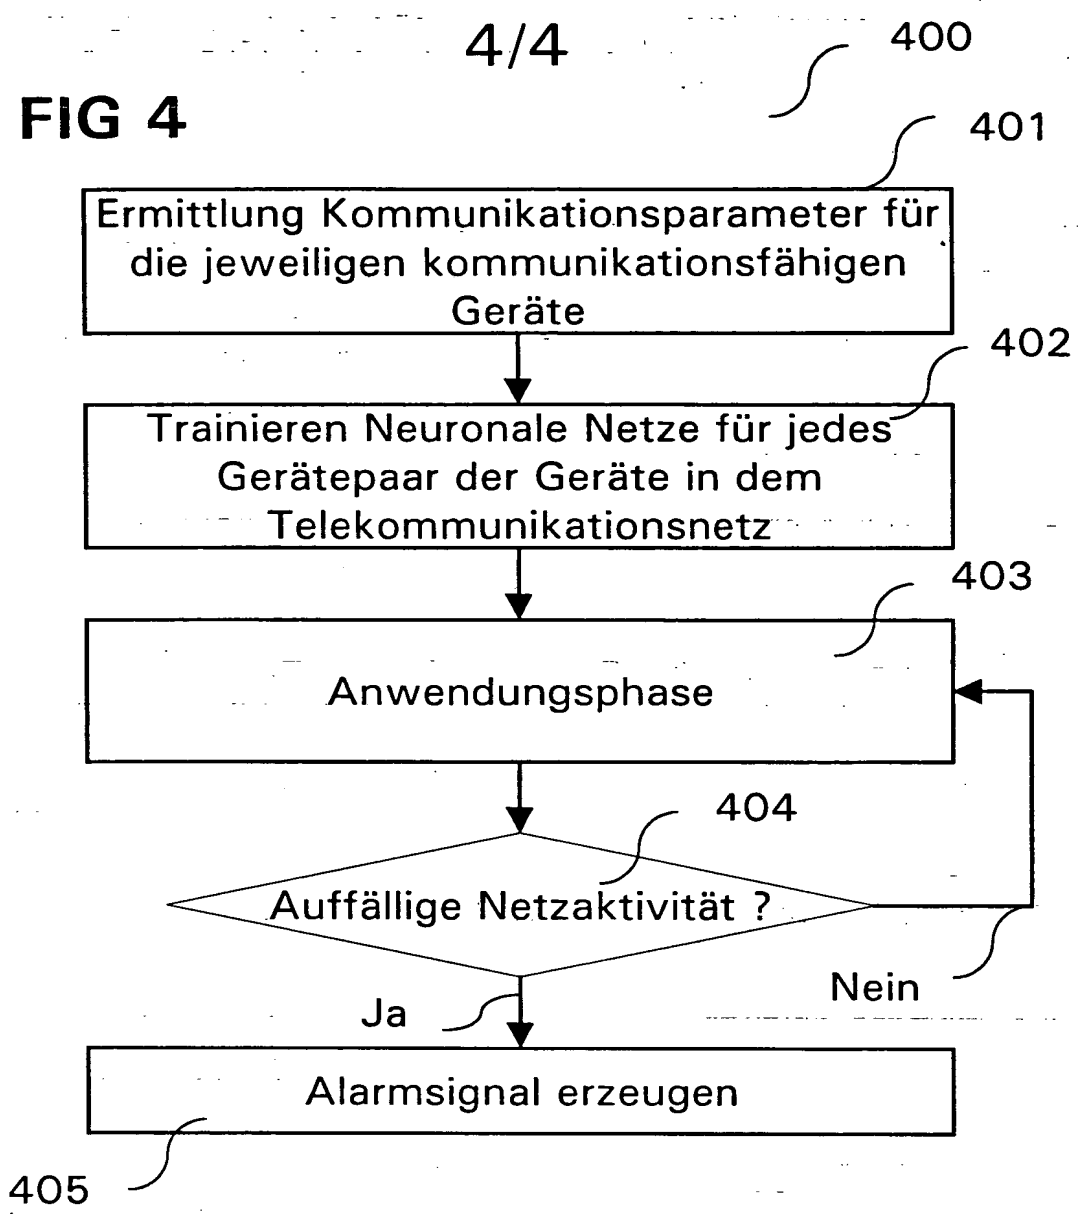 4/4
400
FIG 4
401
Ermittlung Kommunikationsparameter für
die jeweiligen kommunikationsfähigen
Geräte
402
Trainieren Neuronale Netze für jedes
Gerätepaar der Geräte in dem
Telekommunikationsnetz
403
Anwendungsphase
404
Auffällige Netzaktivität ?
Nein
Ja
Alarmsignal erzeugen
405